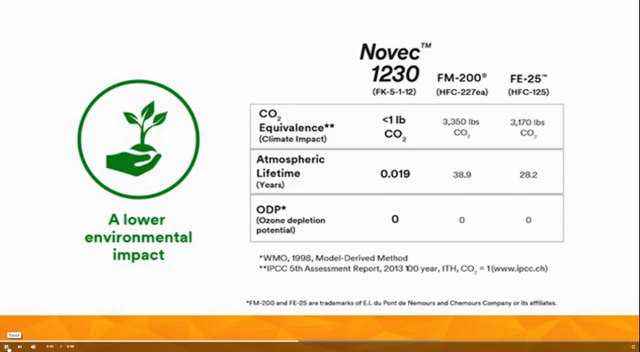 Novec™
1230
(FK-5-1-12)
FM-200®
(HFC-227ea)
FE-25™
(HFC-125)
CO2
Equivalence**
(Climate Impact)
<1 lb
CO2
3,350 lbs
CO2
3,170 lbs
CO2
Atmospheric
Lifetime
(Years)
0.019
38.9
28.2
ODP*
(Ozone depletion
potential)
0
0
0
A lower
environmental
impact
*WMO, 1998, Model-Derived Method
**IPCC 5th Assessment Report, 2013 100 year, ITH, CO2 = 1 (www.ipcc.ch)
*FM-200 and FE-25 are trademarks of E.I. du Pont de Nemours and Chemours Company or its affiliates.